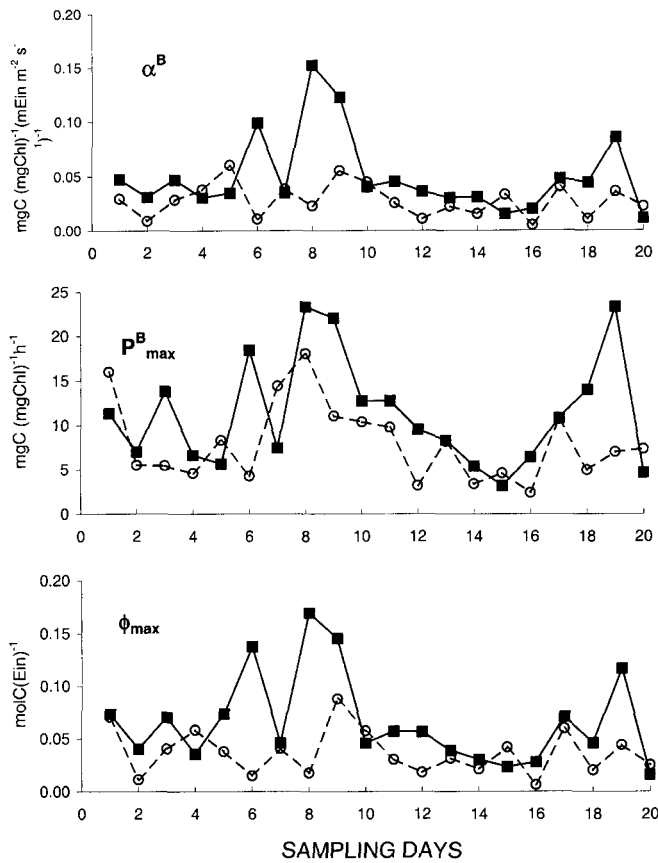 0.20
α^B
0.15
0.10
0.05
0.00
mgC (mgChl)⁻¹(mEin m⁻² s⁻
¹)⁻¹
0 2 4 6 8 10 12 14 16 18 20
25
P^B_max
20
15
10
5
0
mgC (mgChl)⁻¹h⁻¹
0 2 4 6 8 10 12 14 16 18 20
0.20
ϕ_max
0.15
0.10
0.05
0.00
molC(Ein)⁻¹
0 2 4 6 8 10 12 14 16 18 20
SAMPLING DAYS